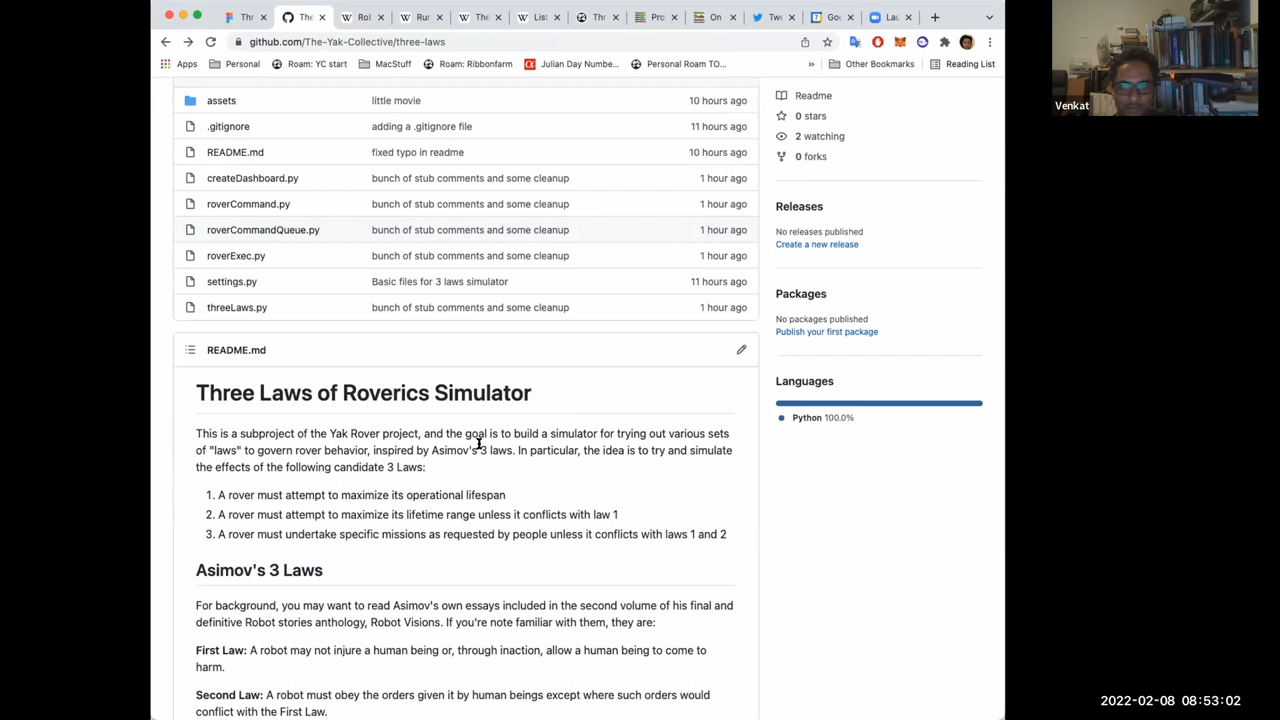 Thr
The
Rol
Rur
The
List
Thr
Pro
On
Twe
Goo
Lau
github.com/The-Yak-Collective/three-laws
Apps
Personal
Roam: YC start
MacStuff
Roam: Ribbonfarm
Julian Day Numbe...
Personal Roam TO...
»
Other Bookmarks
Reading List
assets
little movie
10 hours ago
.gitignore
adding a .gitignore file
11 hours ago
README.md
fixed typo in readme
10 hours ago
createDashboard.py
bunch of stub comments and some cleanup
1 hour ago
roverCommand.py
bunch of stub comments and some cleanup
1 hour ago
roverCommandQueue.py
bunch of stub comments and some cleanup
1 hour ago
roverExec.py
bunch of stub comments and some cleanup
1 hour ago
settings.py
Basic files for 3 laws simulator
11 hours ago
threeLaws.py
bunch of stub comments and some cleanup
1 hour ago
README.md
Three Laws of Roverics Simulator
This is a subproject of the Yak Rover project, and the goal is to build a simulator for trying out various sets
of "laws" to govern rover behavior, inspired by Asimov's 3 laws. In particular, the idea is to try and simulate
the effects of the following candidate 3 Laws:
1. A rover must attempt to maximize its operational lifespan
2. A rover must attempt to maximize its lifetime range unless it conflicts with law 1
3. A rover must undertake specific missions as requested by people unless it conflicts with laws 1 and 2
Asimov's 3 Laws
For background, you may want to read Asimov's own essays included in the second volume of his final and
definitive Robot stories anthology, Robot Visions. If you're note familiar with them, they are:
First Law: A robot may not injure a human being or, through inaction, allow a human being to come to
harm.
Second Law: A robot must obey the orders given it by human beings except where such orders would
conflict with the First Law.
Readme
0 stars
2 watching
0 forks
Releases
No releases published
Create a new release
Packages
No packages published
Publish your first package
Languages
Python 100.0%
Venkat
2022-02-08 08:53:02